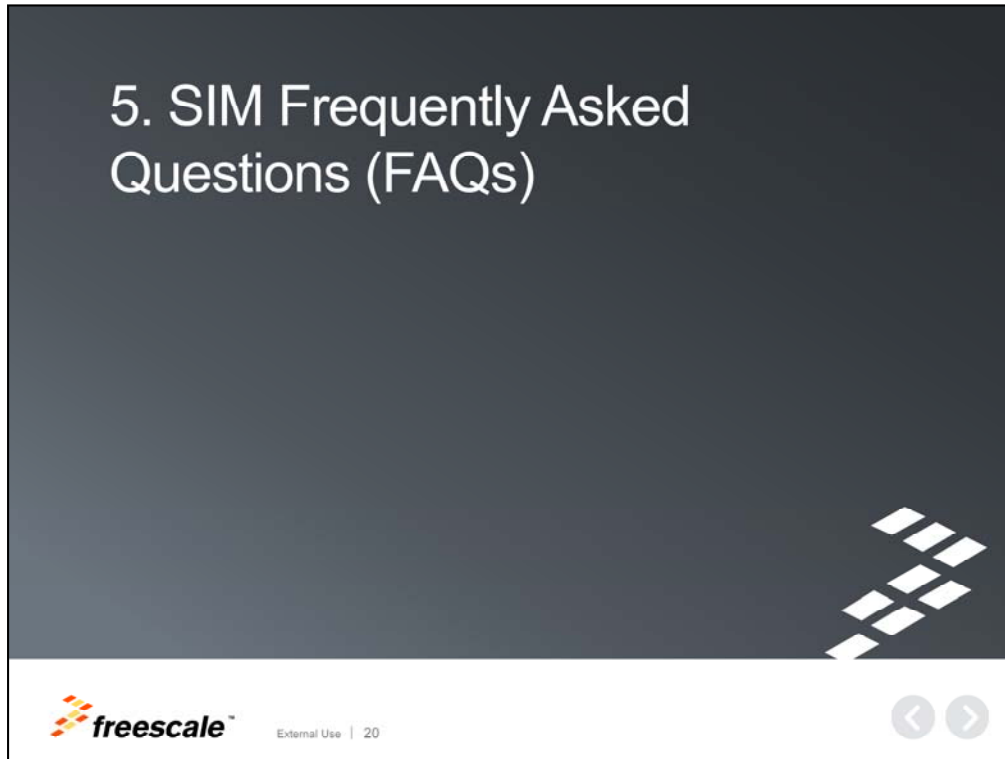 5. SIM Frequently Asked
Questions (FAQs)
freescale™
External Use | 20